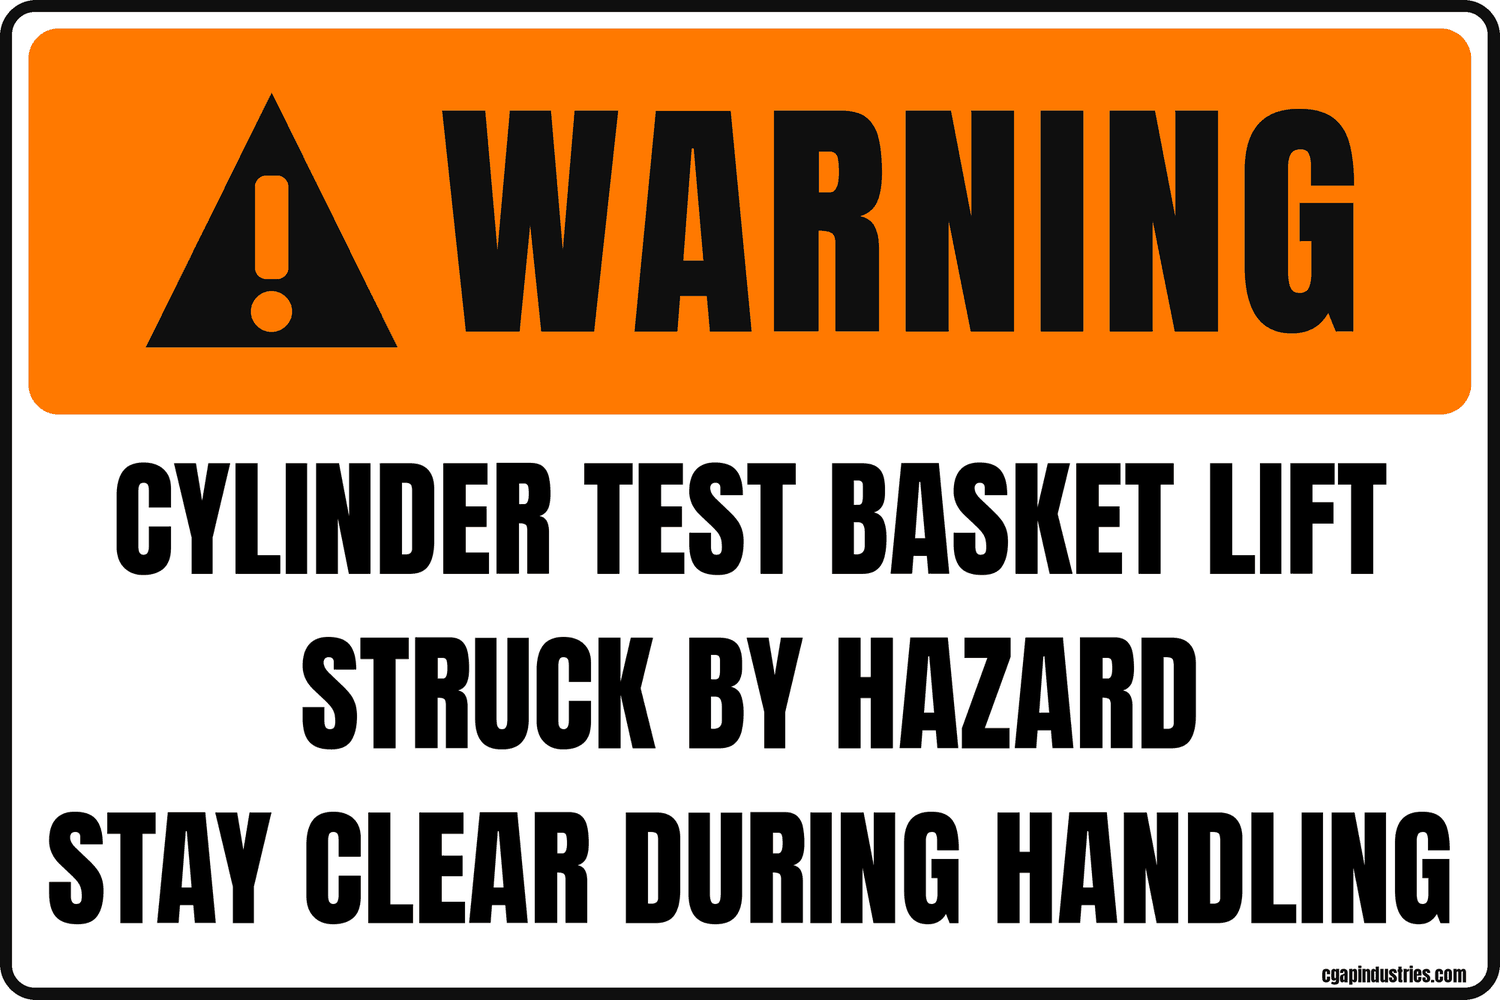 WARNING
CYLINDER TEST BASKET LIFT
STRUCK BY HAZARD
STAY CLEAR DURING HANDLING
cgapindustries.com